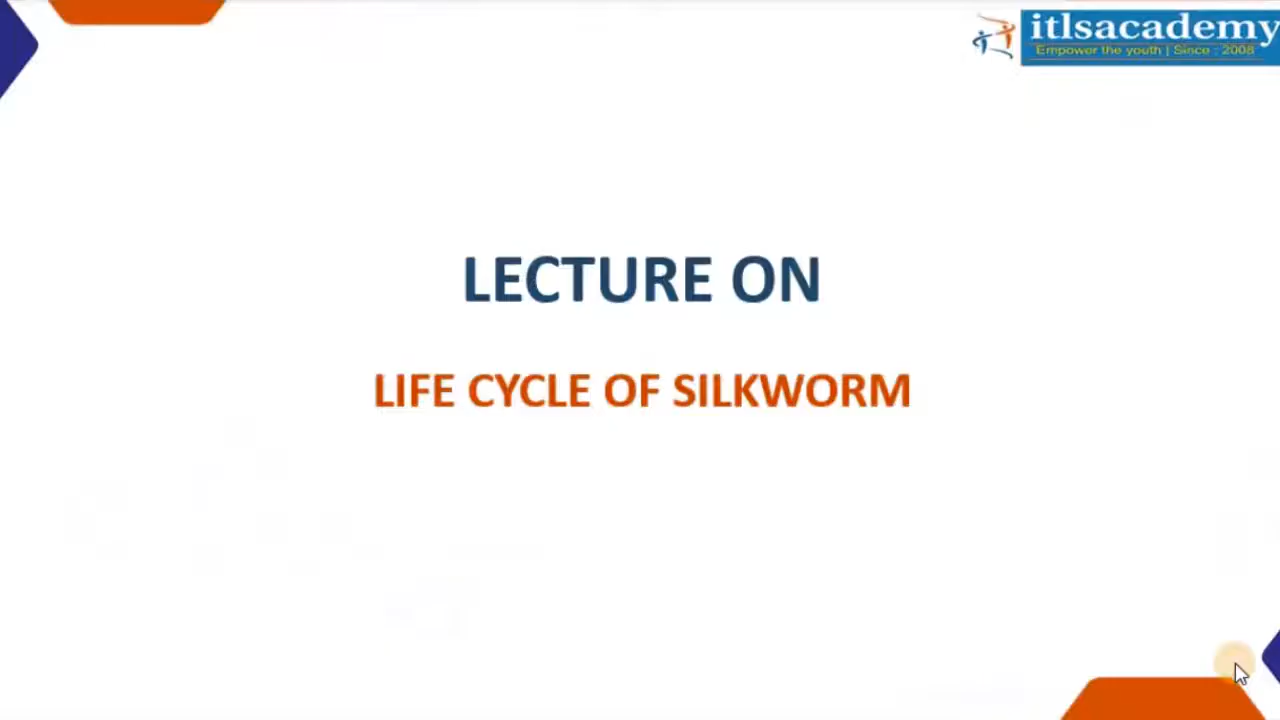 itlsacademy
Empower the youth | Since : 2008
LECTURE ON
LIFE CYCLE OF SILKWORM